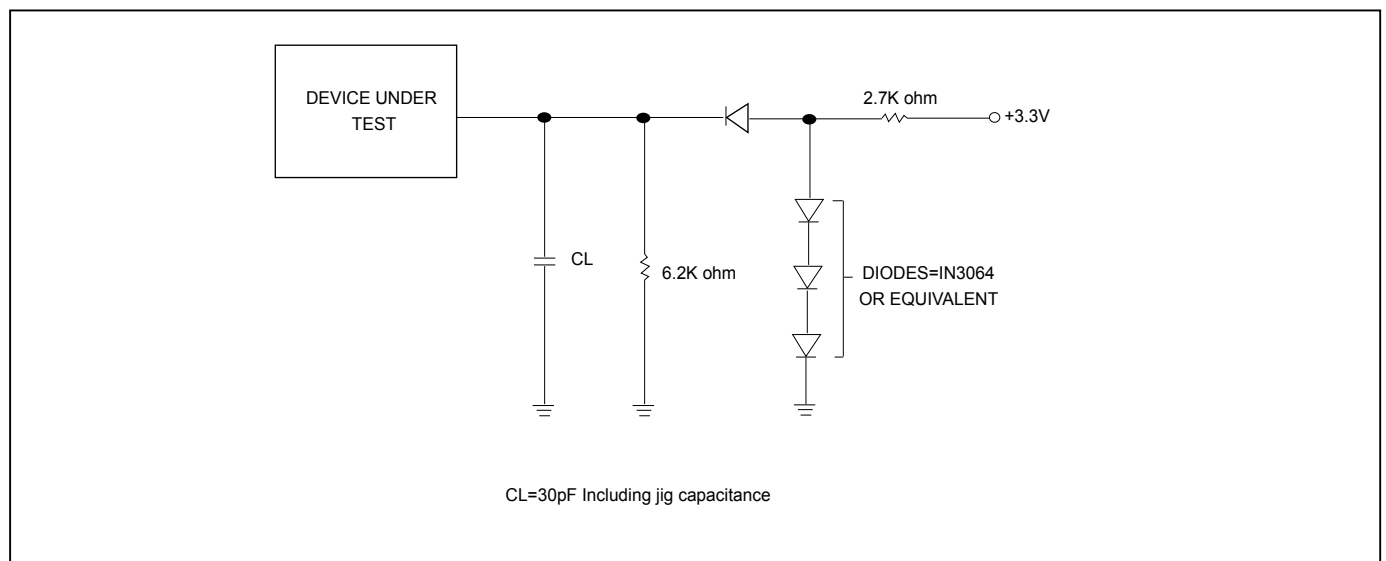 DEVICE UNDER
TEST
2.7K ohm
+3.3V
CL
6.2K ohm
DIODES=IN3064
OR EQUIVALENT
CL=30pF Including jig capacitance